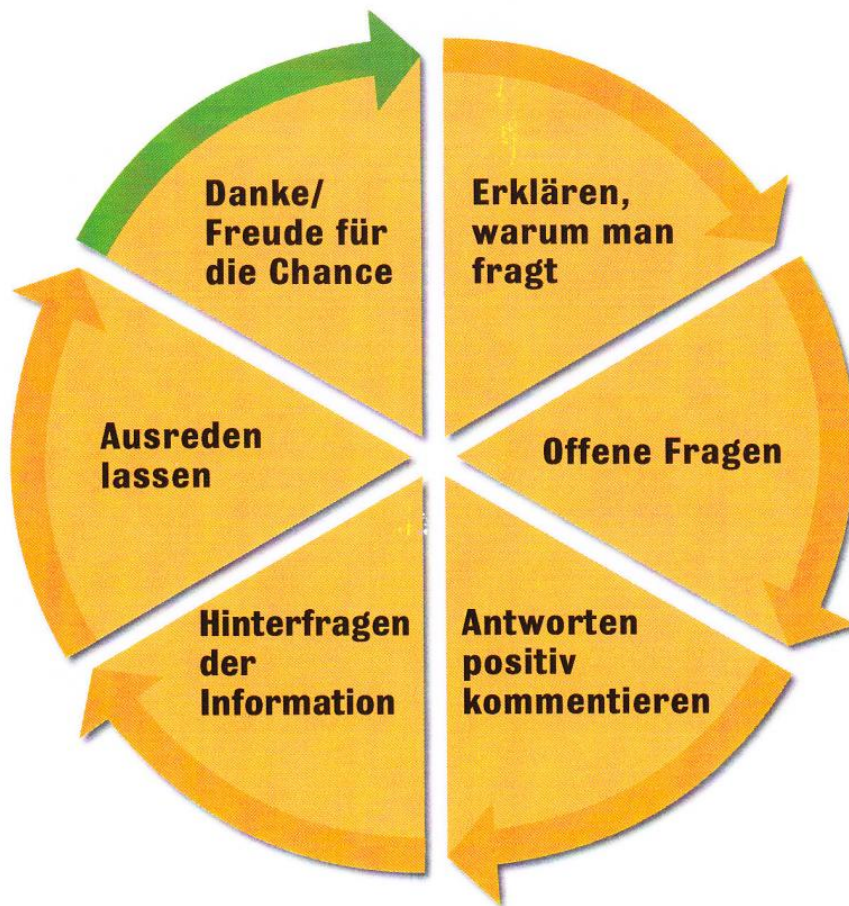 Danke/
Freude für
die Chance
Erklären,
warum man
fragt
Offene Fragen
Antworten
positiv
kommentieren
Hinterfragen
der
Information
Ausreden
lassen